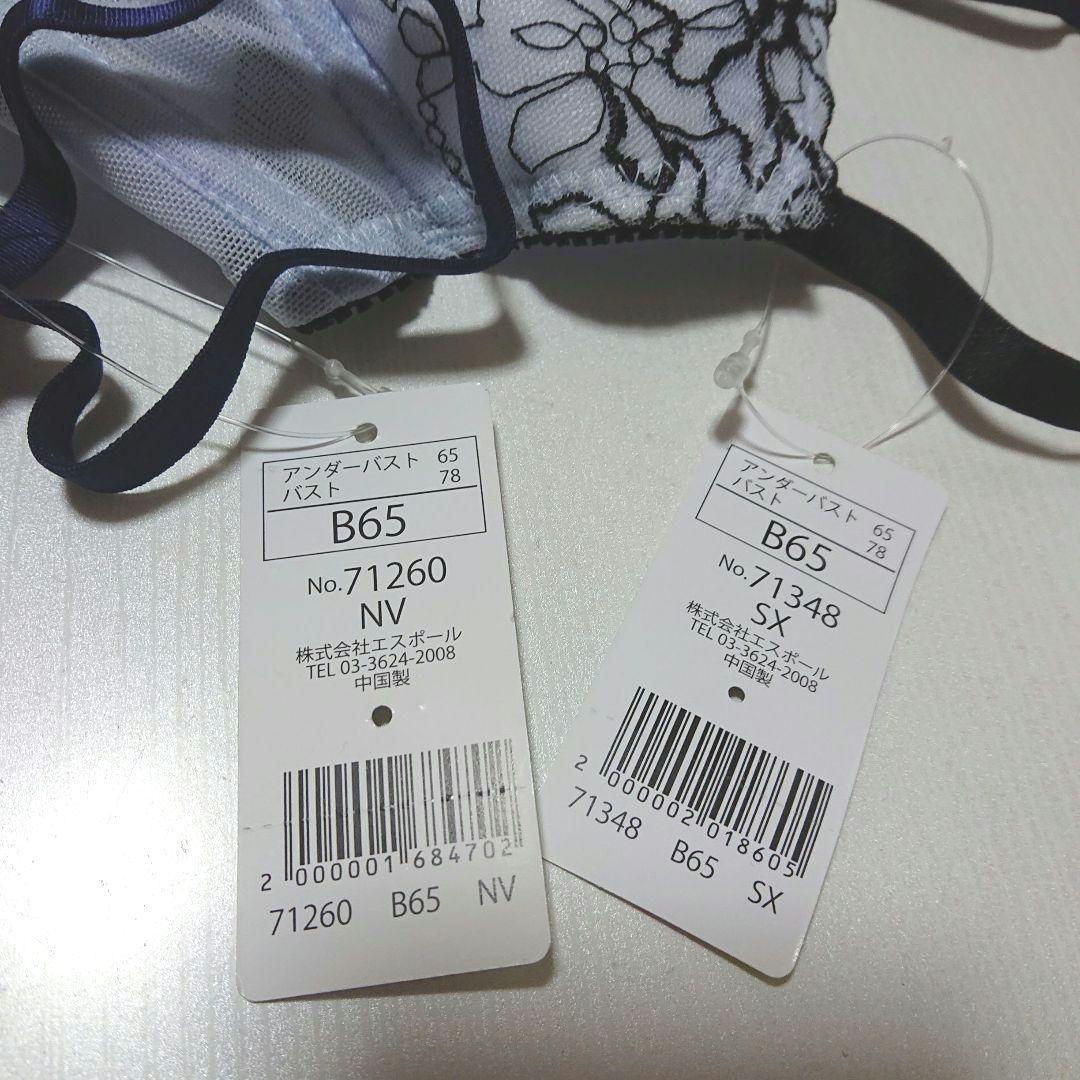 アンダーバスト 65
バスト 78
B65
No.71260
NV
株式会社エスポール
TEL 03-3624-2008
中国製
2 000001 684702
71260 B65 NV
アンダーバスト 65
バスト 78
B65
No.71348
SX
株式会社エスポール
TEL 03-3624-2008
中国製
2 000002 018605
71348 B65 SX